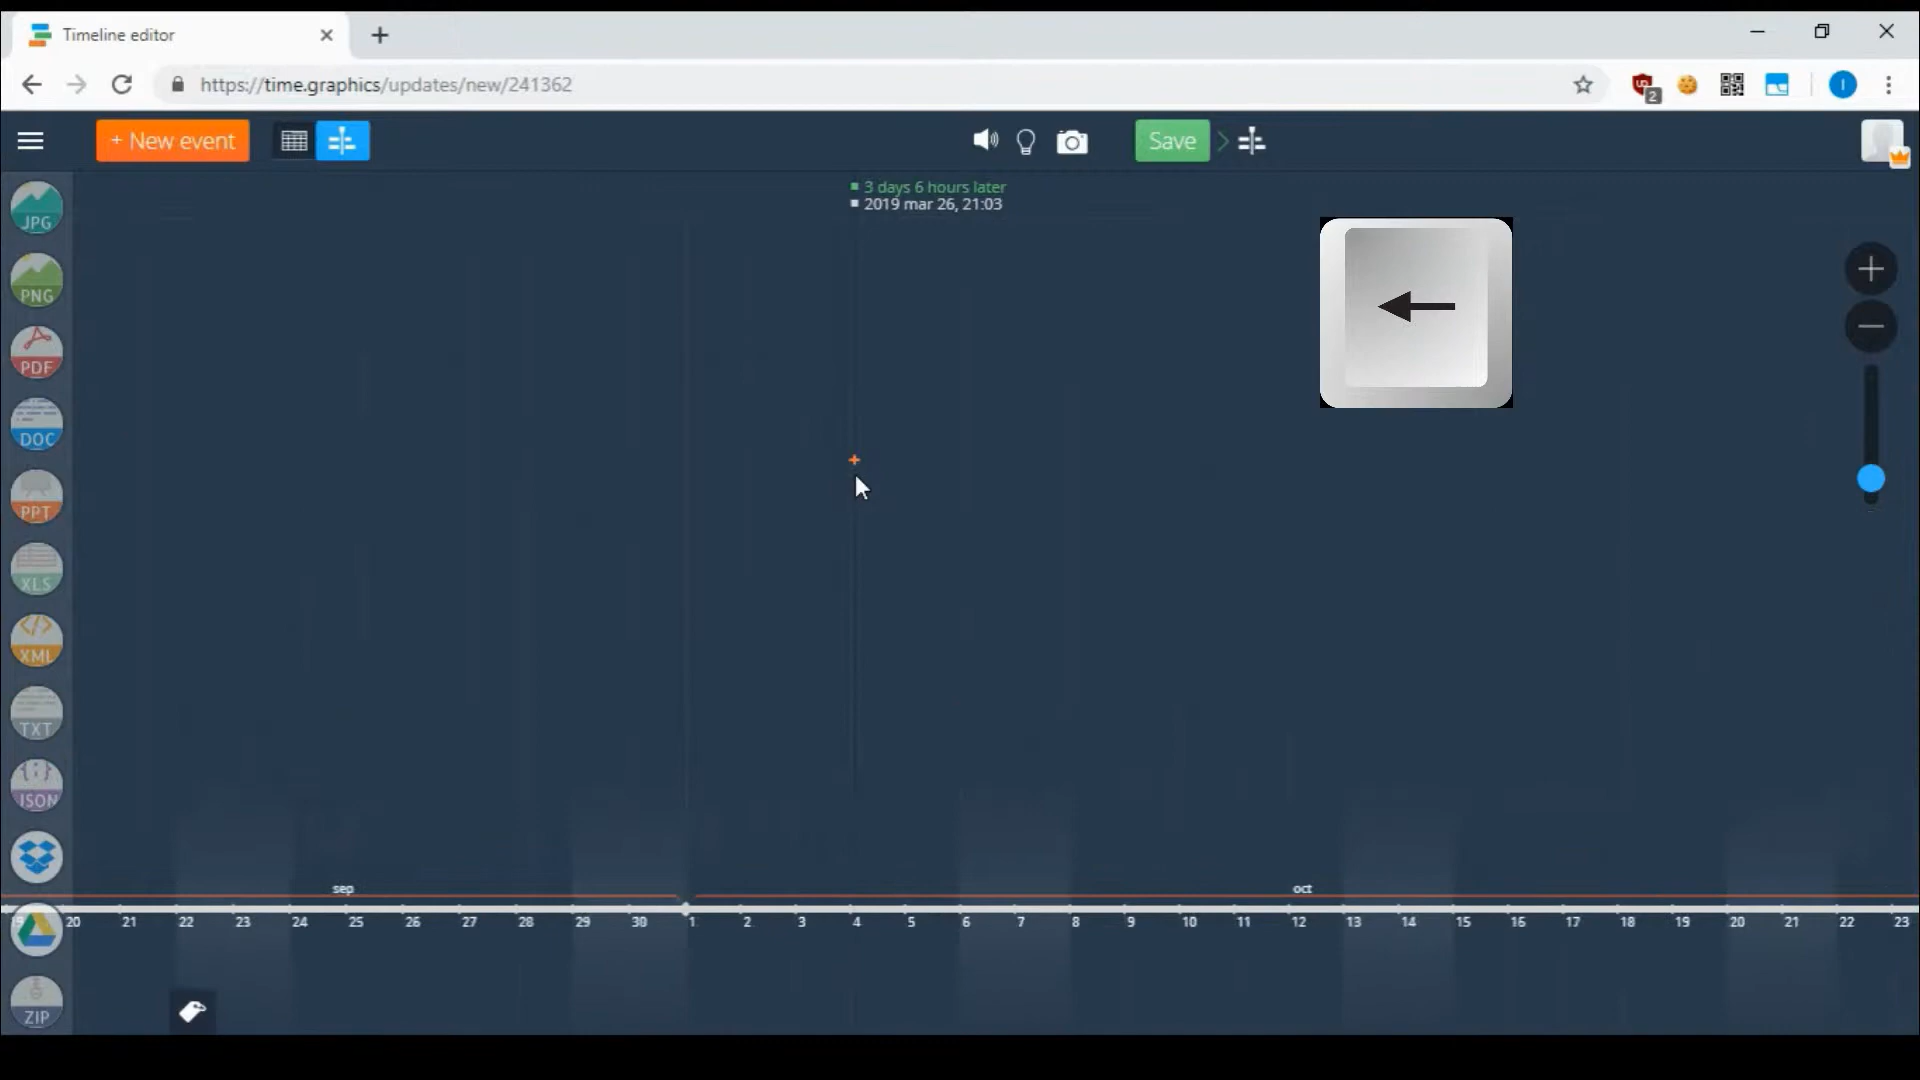 Timeline editor
https://time.graphics/updates/new/241362
2
I
+ New event
Save
3 days 6 hours later
2019 mar 26, 21:03
JPG
PNG
PDF
DOC
PPT
XLS
XML
TXT
JSON
ZIP
sep oct
19 20 21 22 23 24 25 26 27 28 29 30 1 2 3 4 5 6 7 8 9 10 11 12 13 14 15 16 17 18 19 20 21 22 23